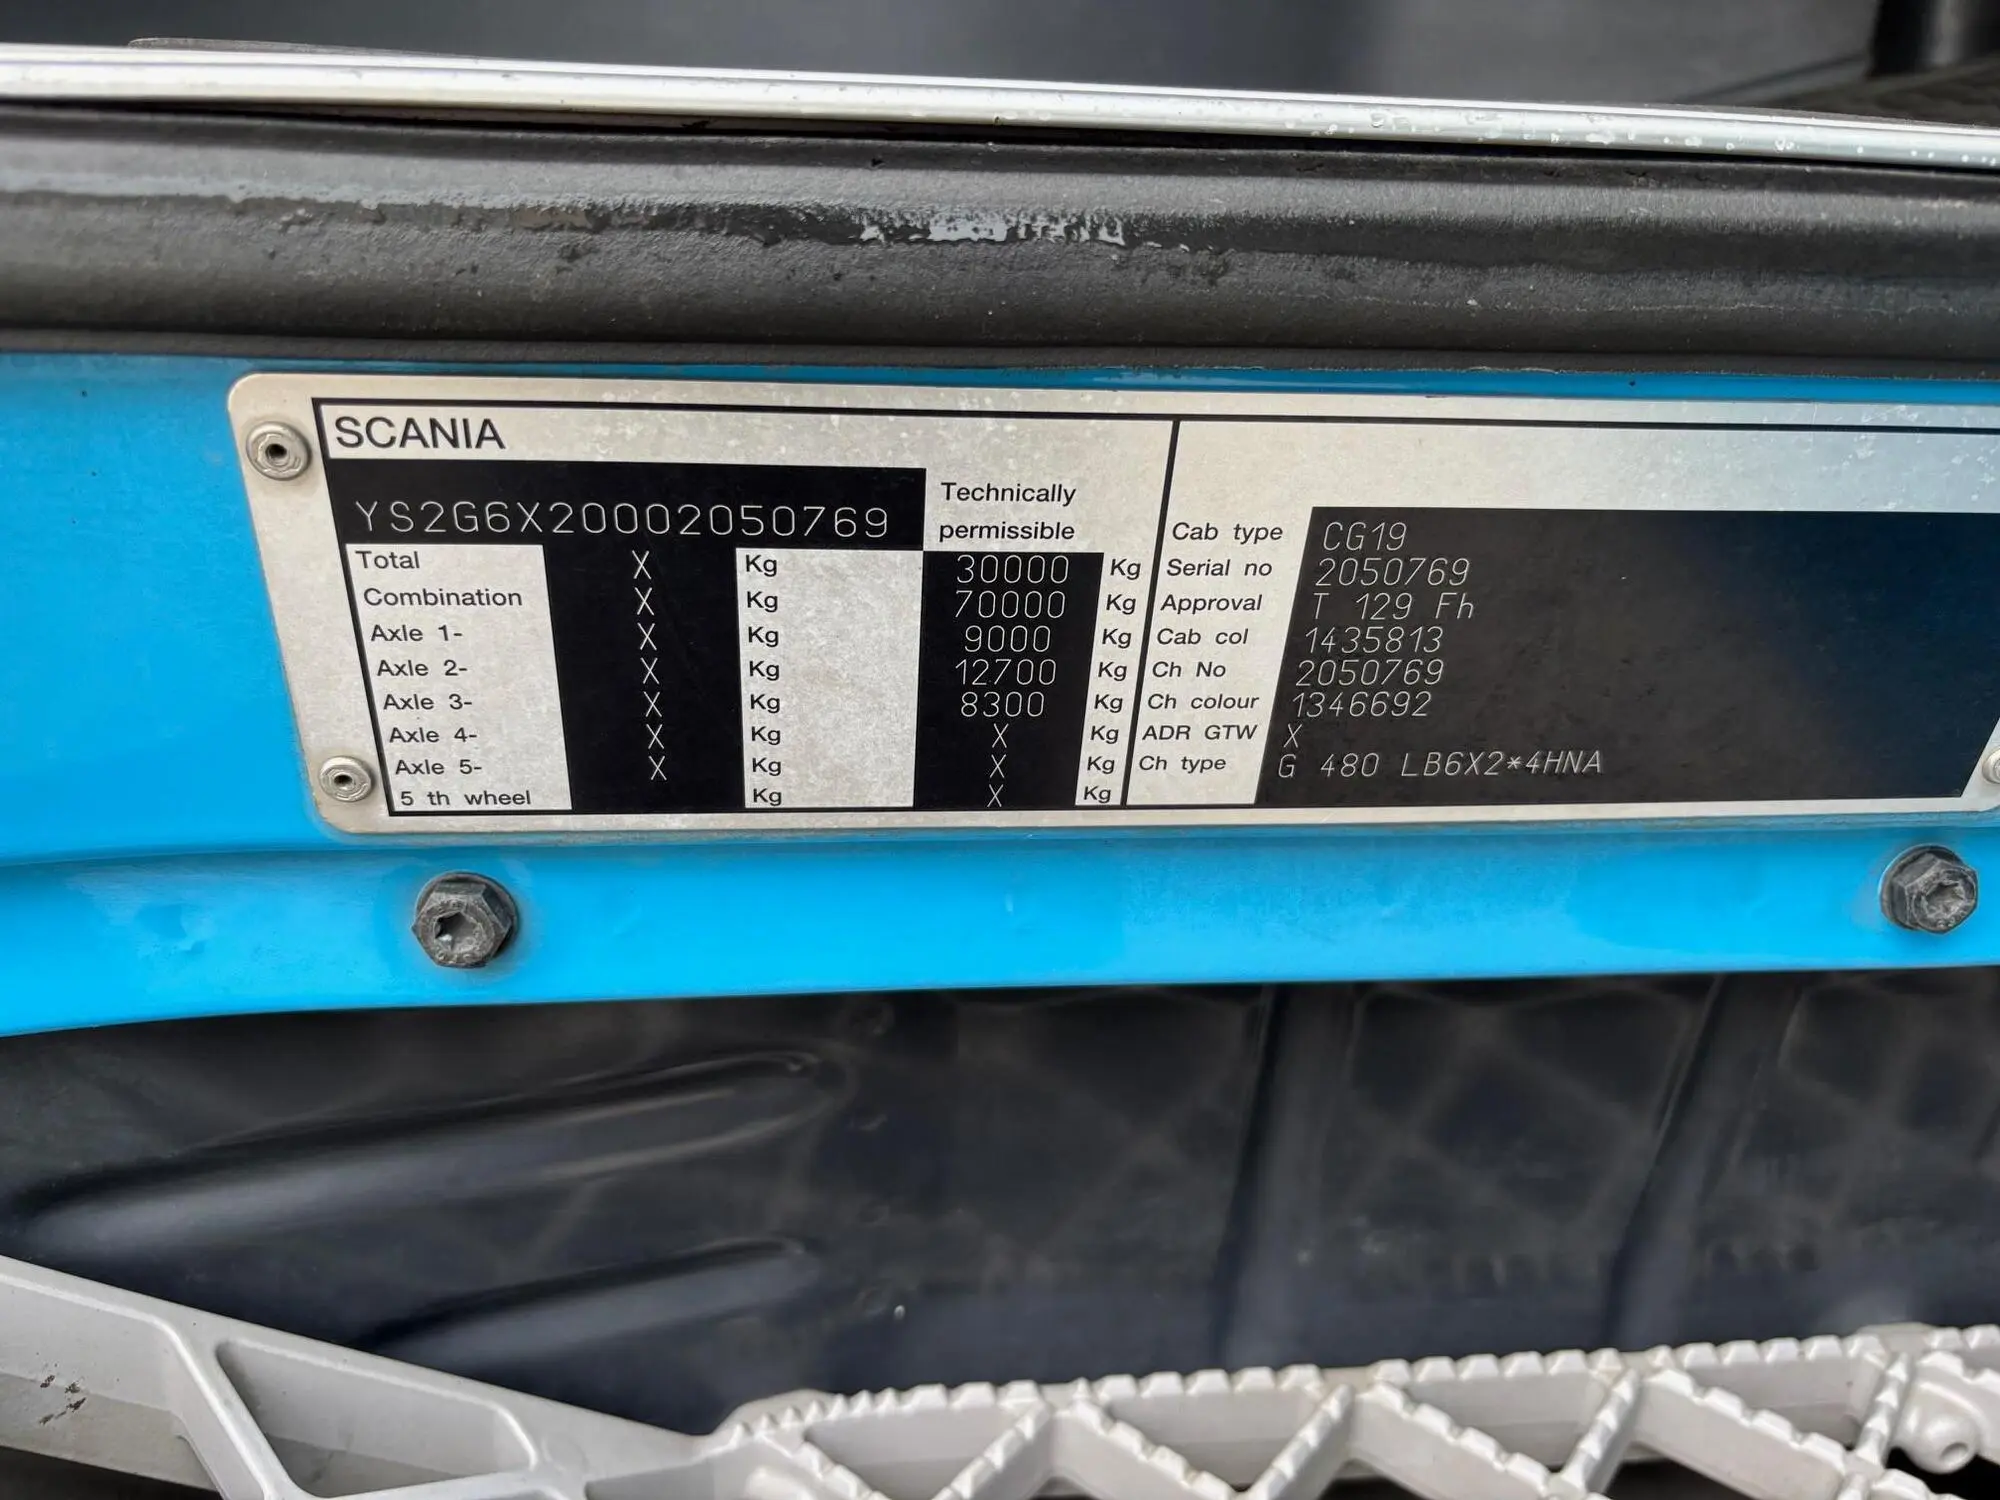 SCANIA
YS2G6X20002050769
Technically
permissible
Total X Kg 30000 Kg
Combination X Kg 70000 Kg
Axle 1- X Kg 9000 Kg
Axle 2- X Kg 12700 Kg
Axle 3- X Kg 8300 Kg
Axle 4- X Kg X Kg
Axle 5- X Kg X Kg
5 th wheel Kg X Kg
Cab type CG19
Serial no 2050769
Approval T 129 Fh
Cab col 1435813
Ch No 2050769
Ch colour 1346692
ADR GTW X
Ch type G 480 LB6X2*4HNA